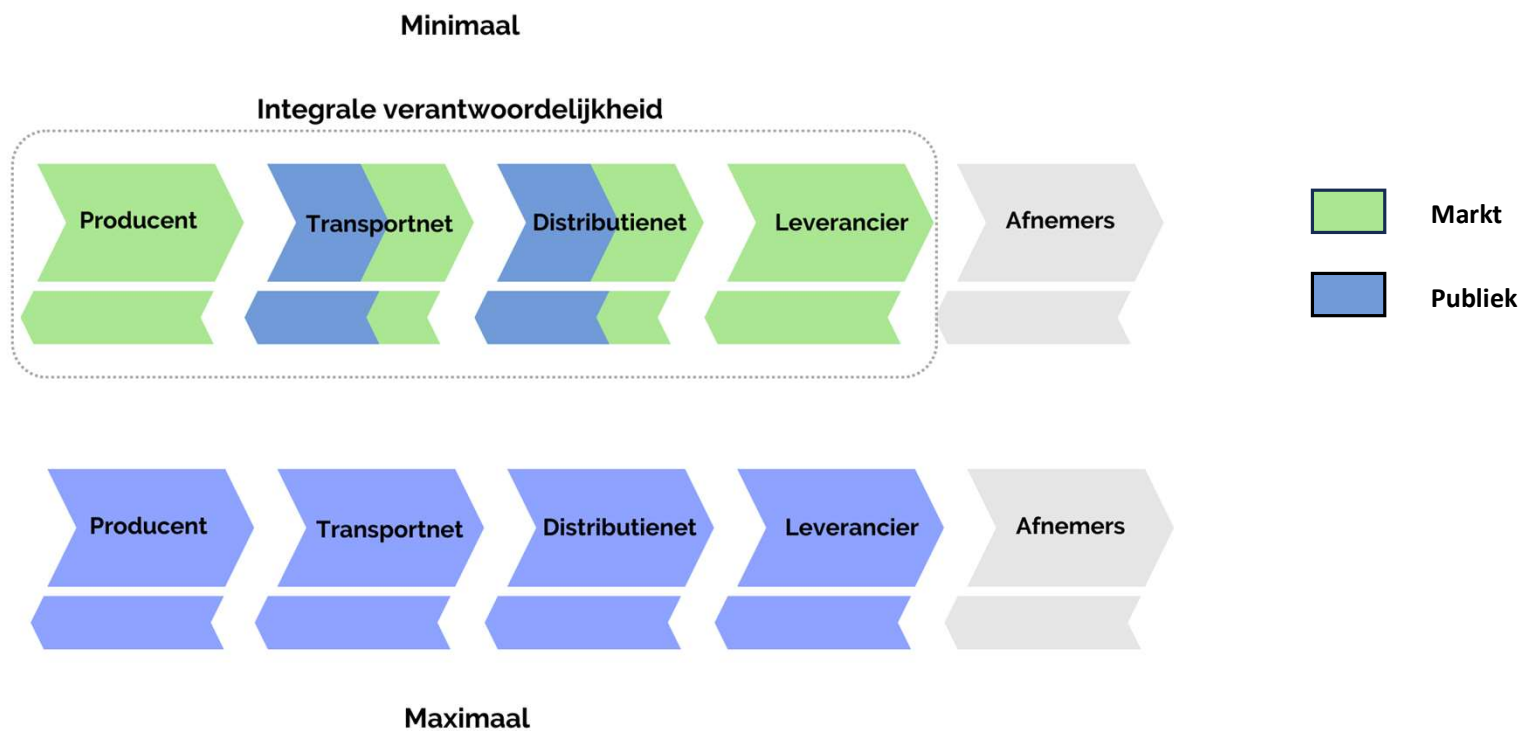 Minimaal
Integrale verantwoordelijkheid
Producent
Transportnet
Distributienet
Leverancier
Afnemers
Markt
Publiek
Producent
Transportnet
Distributienet
Leverancier
Afnemers
Maximaal